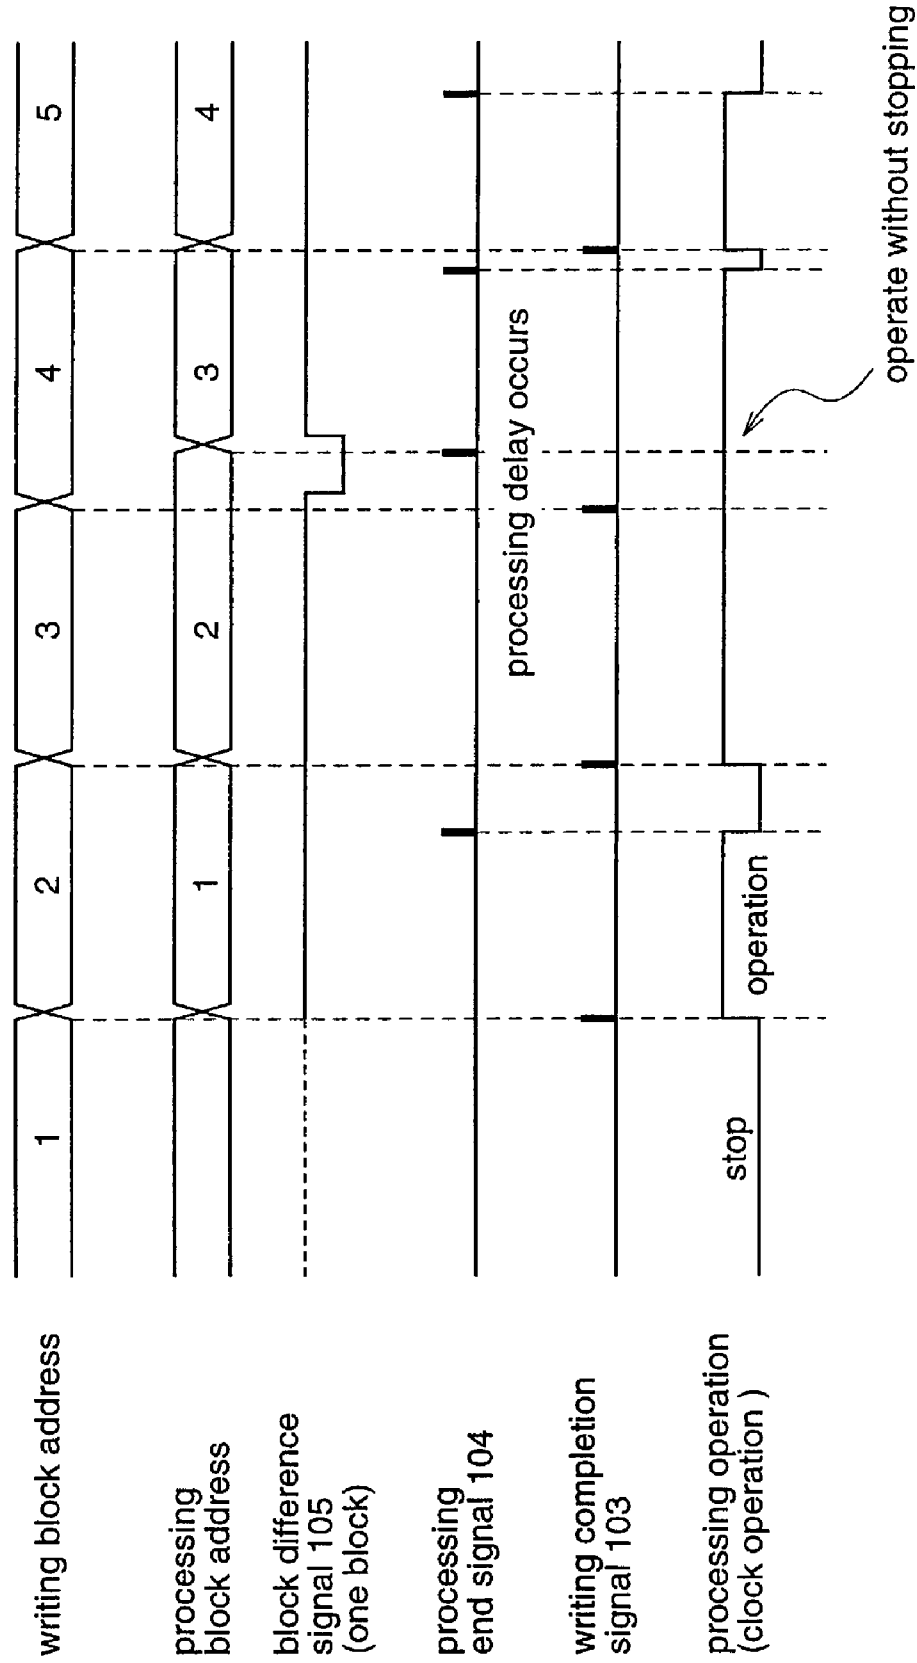 writing block address
1
2
3
4
5
processing
block address
1
2
3
4
block difference
signal 105
(one block)
processing
end signal 104
processing delay occurs
writing completion
signal 103
processing operation
(clock operation )
stop
operation
operate without stopping